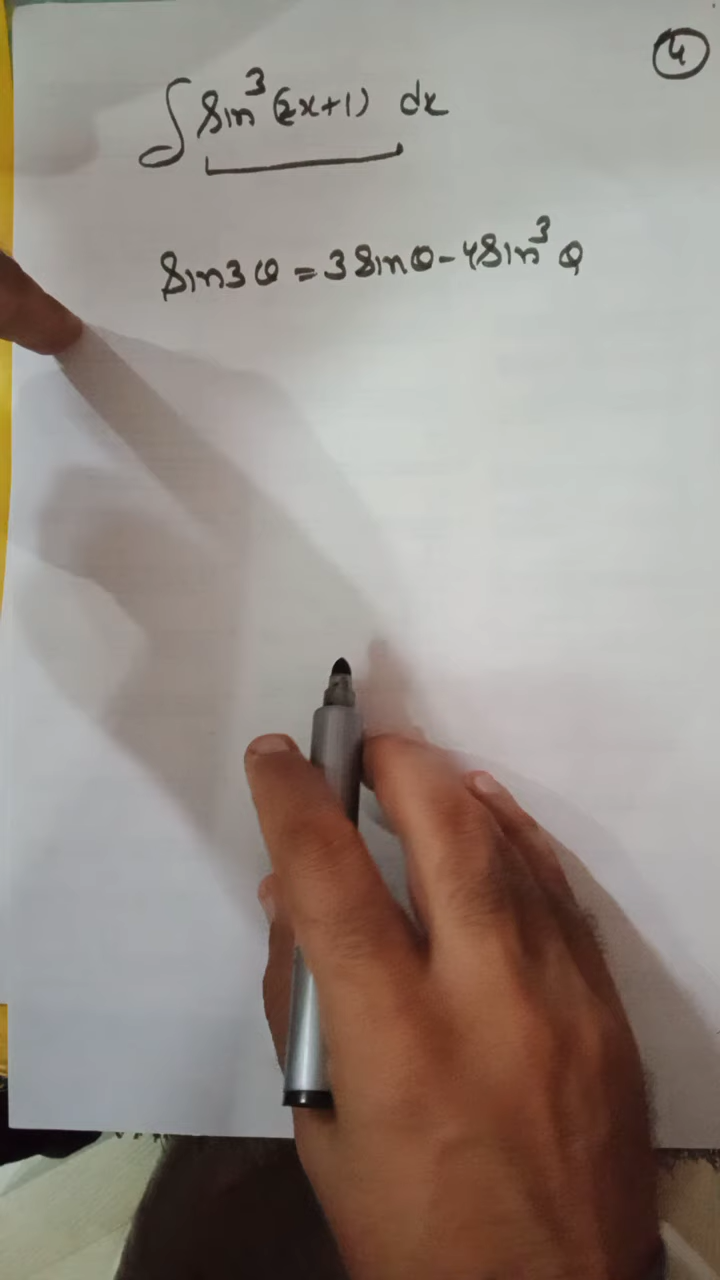 4
∫ sin³(2x+1) dx
sin3θ = 3sinθ - 4sin³θ